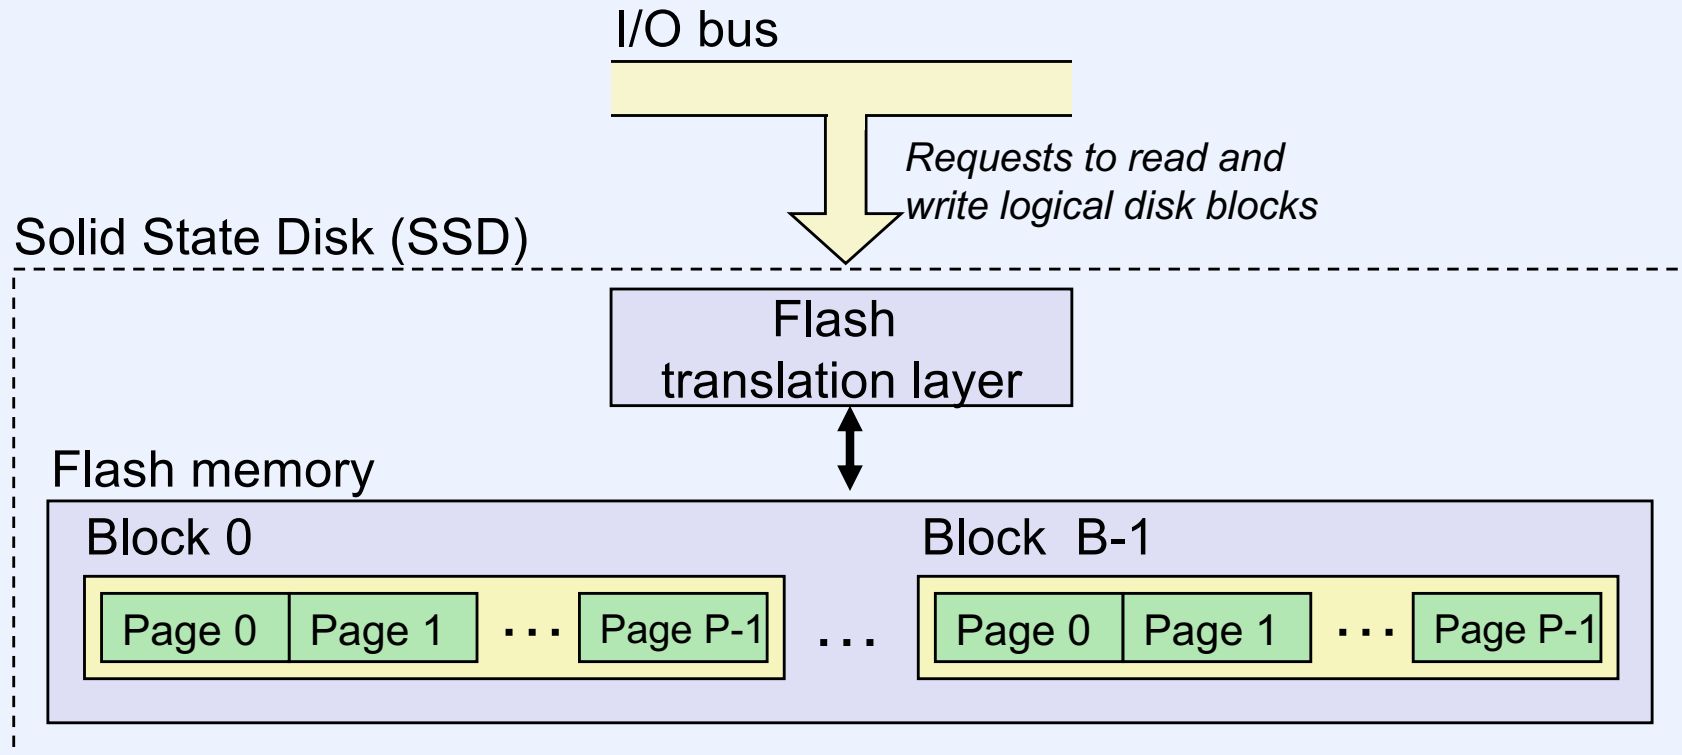 I/O bus
Requests to read and
write logical disk blocks
Solid State Disk (SSD)
Flash
translation layer
Flash memory
Block 0
Block B-1
Page 0 Page 1 ... Page P-1 ... Page 0 Page 1 ... Page P-1